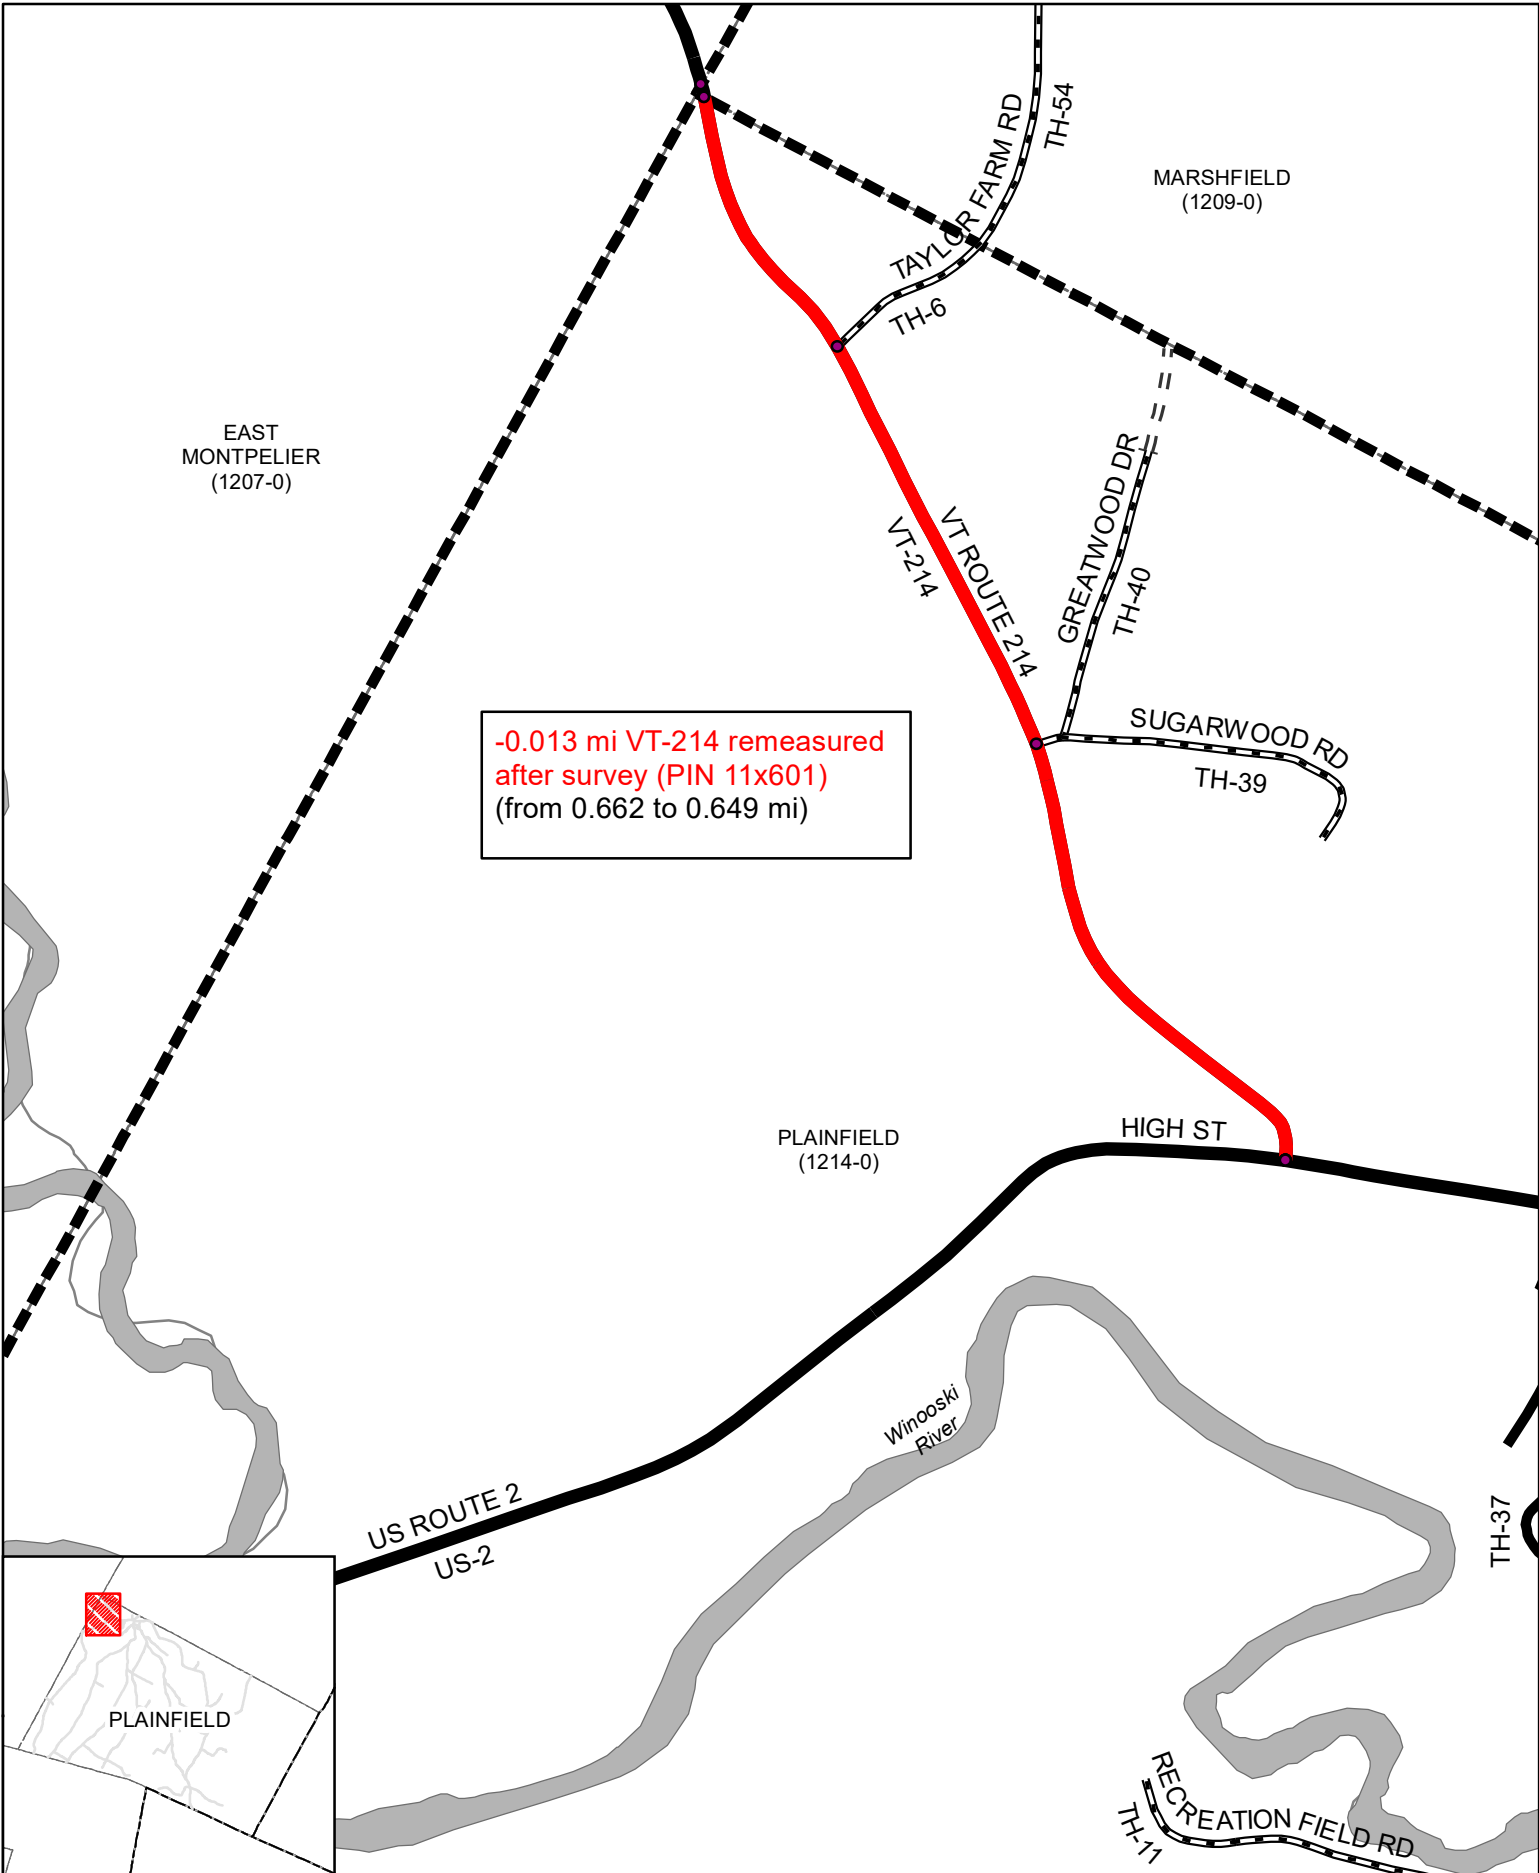 TAYLOR FARM RD
TH-54
TH-6
MARSHFIELD
(1209-0)
EAST
MONTPELIER
(1207-0)
GREATWOOD DR
TH-40
VT ROUTE 214
VT-214
SUGARWOOD RD
TH-39
-0.013 mi VT-214 remeasured
after survey (PIN 11x601)
(from 0.662 to 0.649 mi)
HIGH ST
PLAINFIELD
(1214-0)
Winooski
River
US ROUTE 2
US-2
TH-37
PLAINFIELD
RECREATION FIELD RD
TH-11